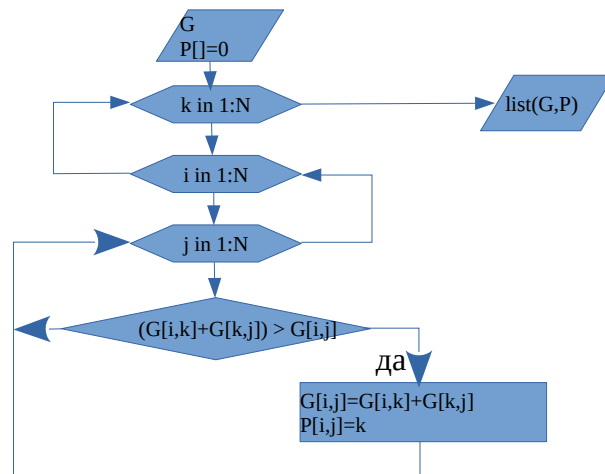 G
P[]=0
k in 1:N
list(G,P)
i in 1:N
j in 1:N
(G[i,k]+G[k,j]) > G[i,j]
да
G[i,j]=G[i,k]+G[k,j]
P[i,j]=k